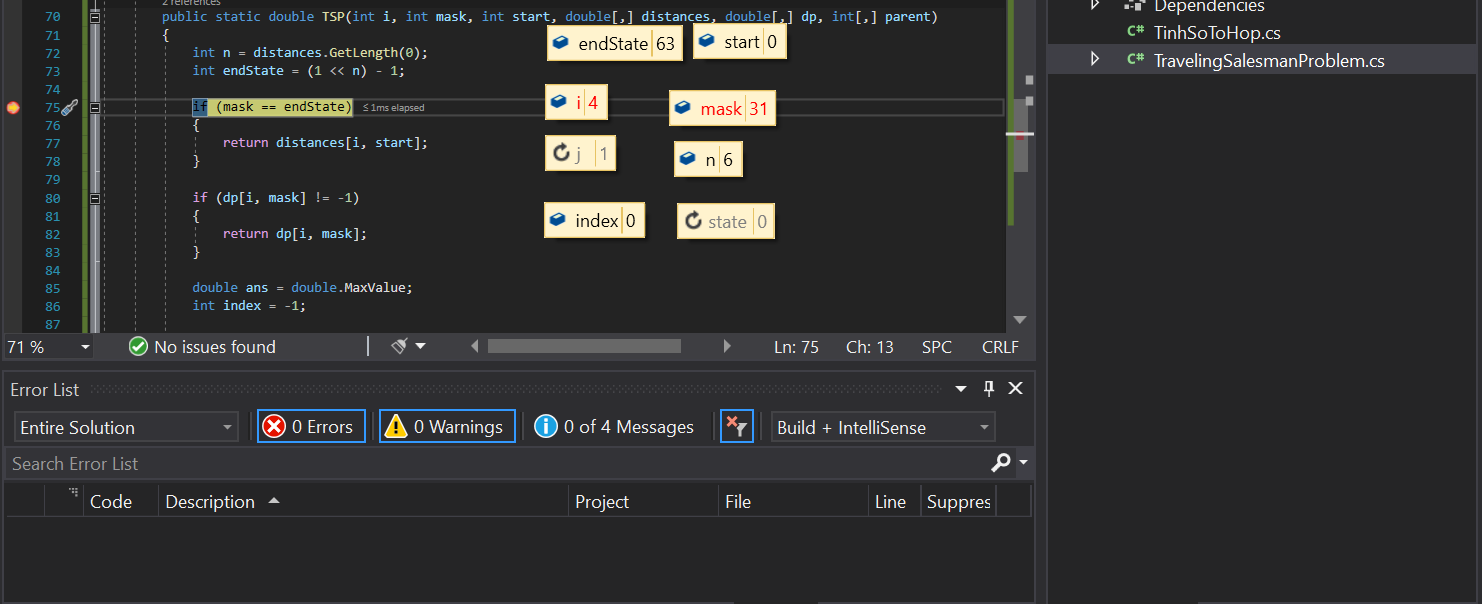 2 references
70 public static double TSP(int i, int mask, int start, double[,] distances, double[,] dp, int[,] parent)
71 {
endState 63 start 0
72 int n = distances.GetLength(0);
73 int endState = (1 << n) - 1;
74
i 4 mask 31
75 if (mask == endState) ≤ 1ms elapsed
76 {
77 return distances[i, start];
j 1 n 6
78 }
79
80 if (dp[i, mask] != -1)
81 {
index 0 state 0
82 return dp[i, mask];
83 }
84
85 double ans = double.MaxValue;
86 int index = -1;
87
71 % No issues found Ln: 75 Ch: 13 SPC CRLF
Error List
Entire Solution 0 Errors 0 Warnings 0 of 4 Messages Build + IntelliSense
Search Error List
Code Description Project File Line Suppres
Dependencies
C# TinhSoToHop.cs
C# TravelingSalesmanProblem.cs